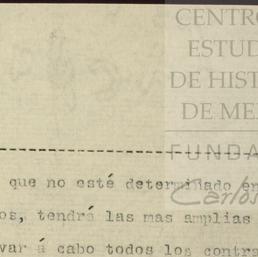 CENTRO
ESTUD
DE HIST
DE ME
FUNDA
Carlos
que no esté determinado en
os, tendrá las mas amplias
var á cabo todos los contra